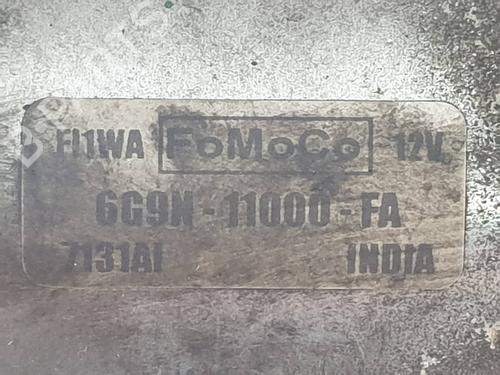 FI1WA FoMoCo 12V
6G9N - 11000 - FA
7131AI INDIA